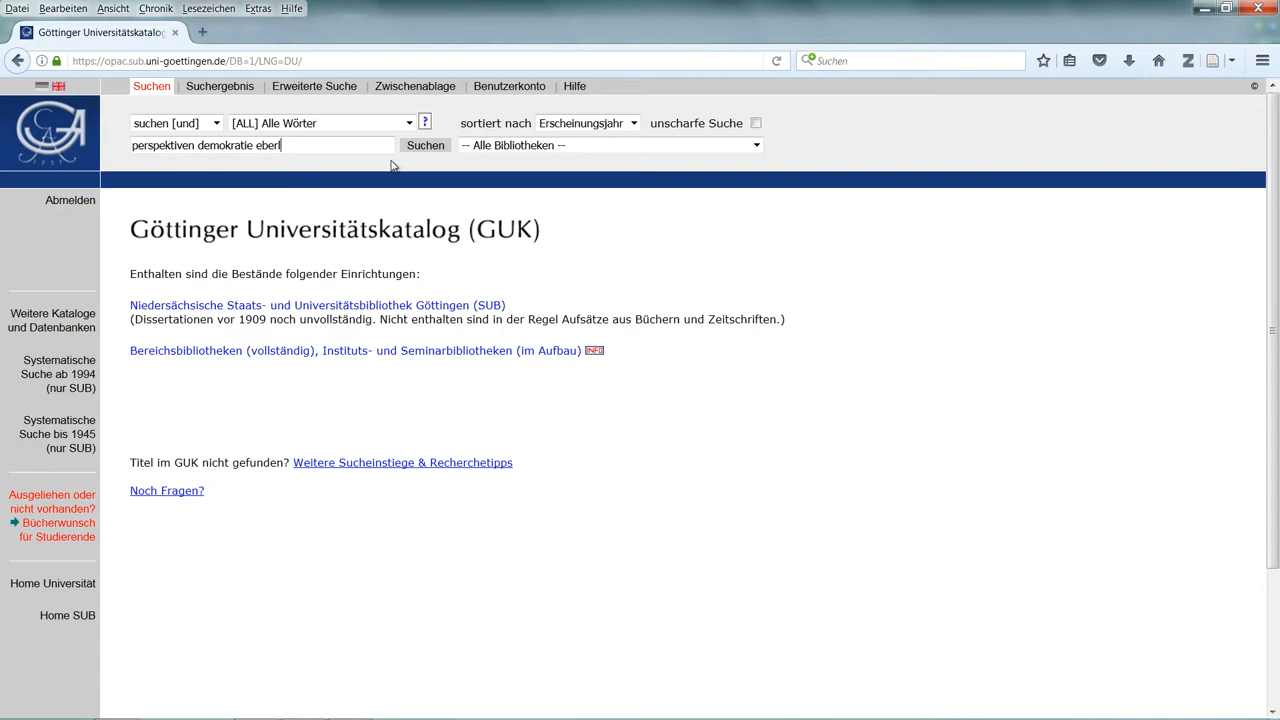 Datei Bearbeiten Ansicht Chronik Lesezeichen Extras Hilfe
Göttinger Universitätskatalog
https://opac.sub.uni-goettingen.de/DB=1/LNG=DU/
Suchen
Suchen Suchergebnis Erweiterte Suche Zwischenablage Benutzerkonto Hilfe ©
suchen [und] [ALL] Alle Wörter ? sortiert nach Erscheinungsjahr unscharfe Suche
perspektiven demokratie eberl Suchen -- Alle Bibliotheken --
Abmelden
Göttinger Universitätskatalog (GUK)
Enthalten sind die Bestände folgender Einrichtungen:
Niedersächsische Staats- und Universitätsbibliothek Göttingen (SUB)
(Dissertationen vor 1909 noch unvollständig. Nicht enthalten sind in der Regel Aufsätze aus Büchern und Zeitschriften.)
Bereichsbibliotheken (vollständig), Instituts- und Seminarbibliotheken (im Aufbau) INFO
Titel im GUK nicht gefunden? Weitere Sucheinstiege & Recherchetipps
Noch Fragen?
Weitere Kataloge
und Datenbanken
Systematische
Suche ab 1994
(nur SUB)
Systematische
Suche bis 1945
(nur SUB)
Ausgeliehen oder
nicht vorhanden?
Bücherwunsch
für Studierende
Home Universität
Home SUB